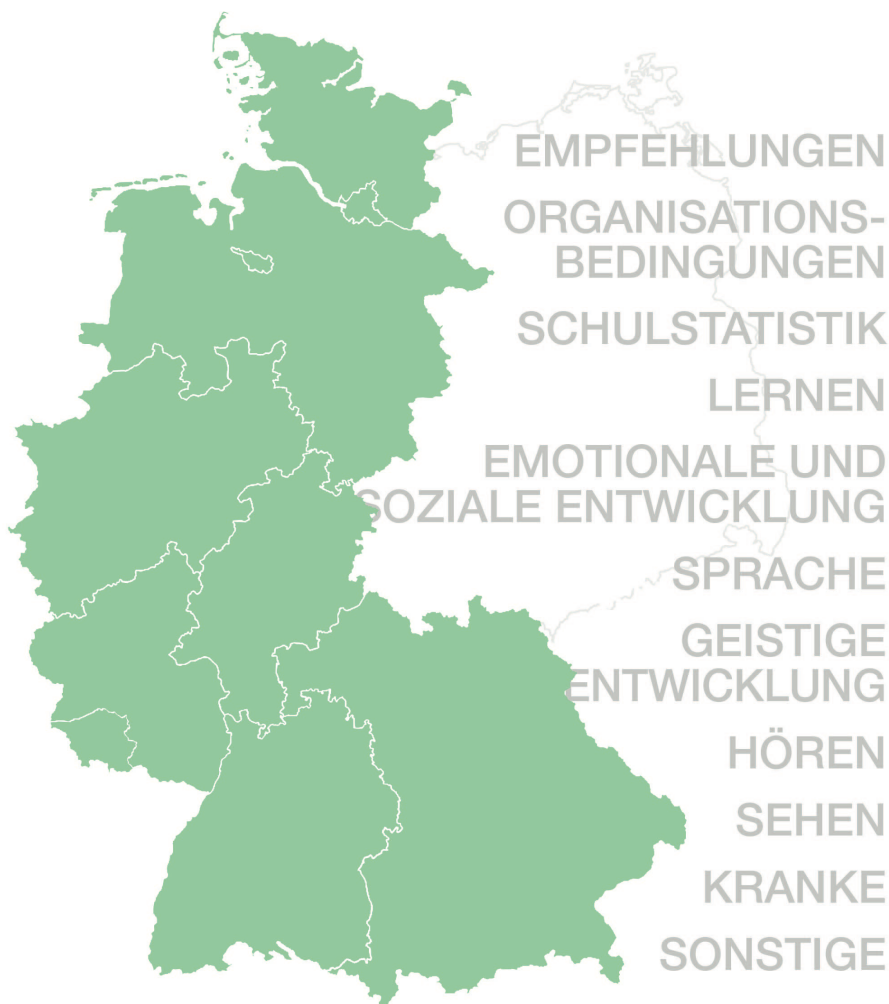 EMPFEHLUNGEN
ORGANISATIONS-
BEDINGUNGEN
SCHULSTATISTIK
LERNEN
EMOTIONALE UND
SOZIALE ENTWICKLUNG
SPRACHE
GEISTIGE
ENTWICKLUNG
HÖREN
SEHEN
KRANKE
SONSTIGE